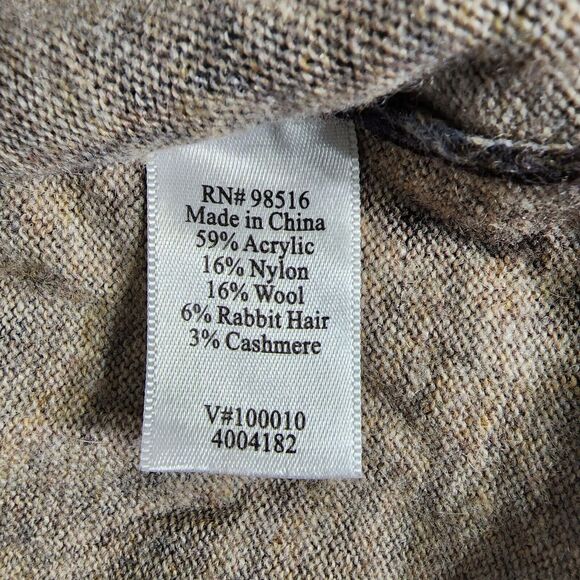 RN# 98516
Made in China
59% Acrylic
16% Nylon
16% Wool
6% Rabbit Hair
3% Cashmere
V#100010
4004182